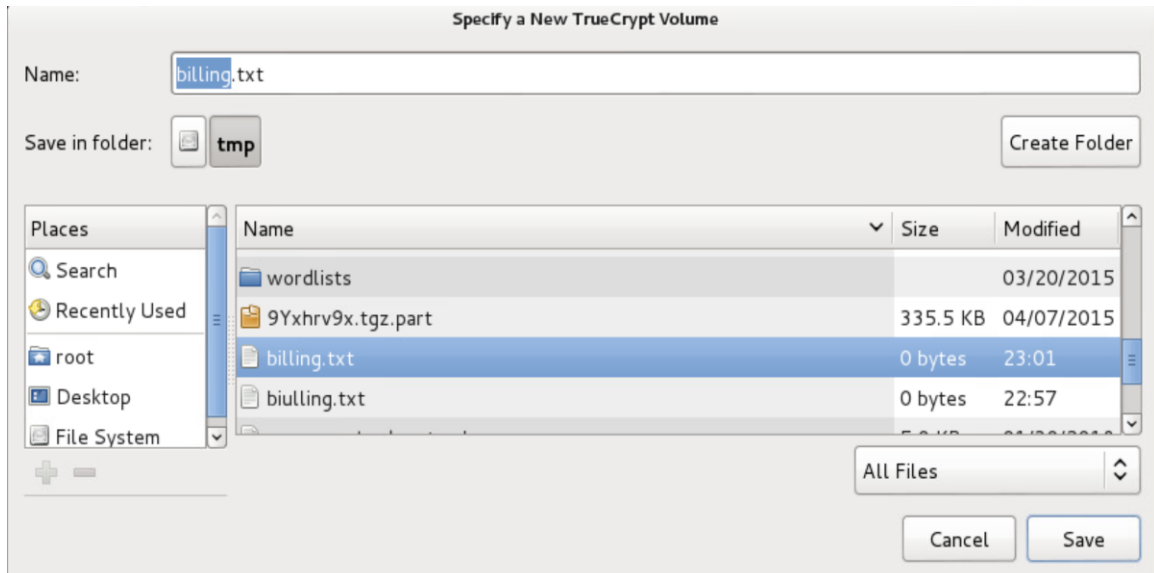 Specify a New TrueCrypt Volume
Name: billing.txt
Save in folder: tmp Create Folder
Places Name Size Modified
Search wordlists 03/20/2015
Recently Used 9Yxhrv9x.tgz.part 335.5 KB 04/07/2015
root billing.txt 0 bytes 23:01
Desktop biulling.txt 0 bytes 22:57
File System
All Files
Cancel Save